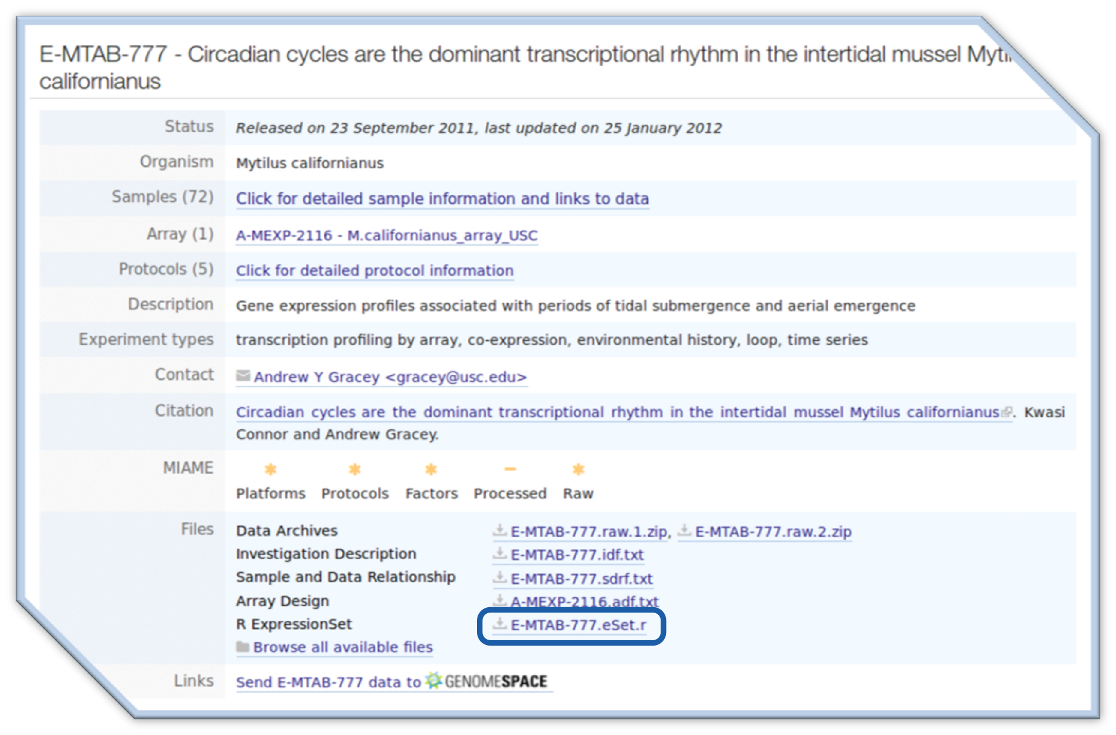 E-MTAB-777 - Circadian cycles are the dominant transcriptional rhythm in the intertidal mussel
californianus
Status Released on 23 September 2011, last updated on 25 January 2012
Organism Mytilus californianus
Samples (72) Click for detailed sample information and links to data
Array (1) A-MEXP-2116 - M.californianus_array_USC
Protocols (5) Click for detailed protocol information
Description Gene expression profiles associated with periods of tidal submergence and aerial emergence
Experiment types transcription profiling by array, co-expression, environmental history, loop, time series
Contact Andrew Y Gracey <gracey@usc.edu>
Citation Circadian cycles are the dominant transcriptional rhythm in the intertidal mussel Mytilus californianus. Kwasi
Connor and Andrew Gracey.
MIAME * * * – *
Platforms Protocols Factors Processed Raw
Files Data Archives E-MTAB-777.raw.1.zip, E-MTAB-777.raw.2.zip
Investigation Description E-MTAB-777.idf.txt
Sample and Data Relationship E-MTAB-777.sdrf.txt
Array Design A-MEXP-2116.adf.txt
R ExpressionSet E-MTAB-777.eSet.r
Browse all available files
Links Send E-MTAB-777 data to GENOMESPACE